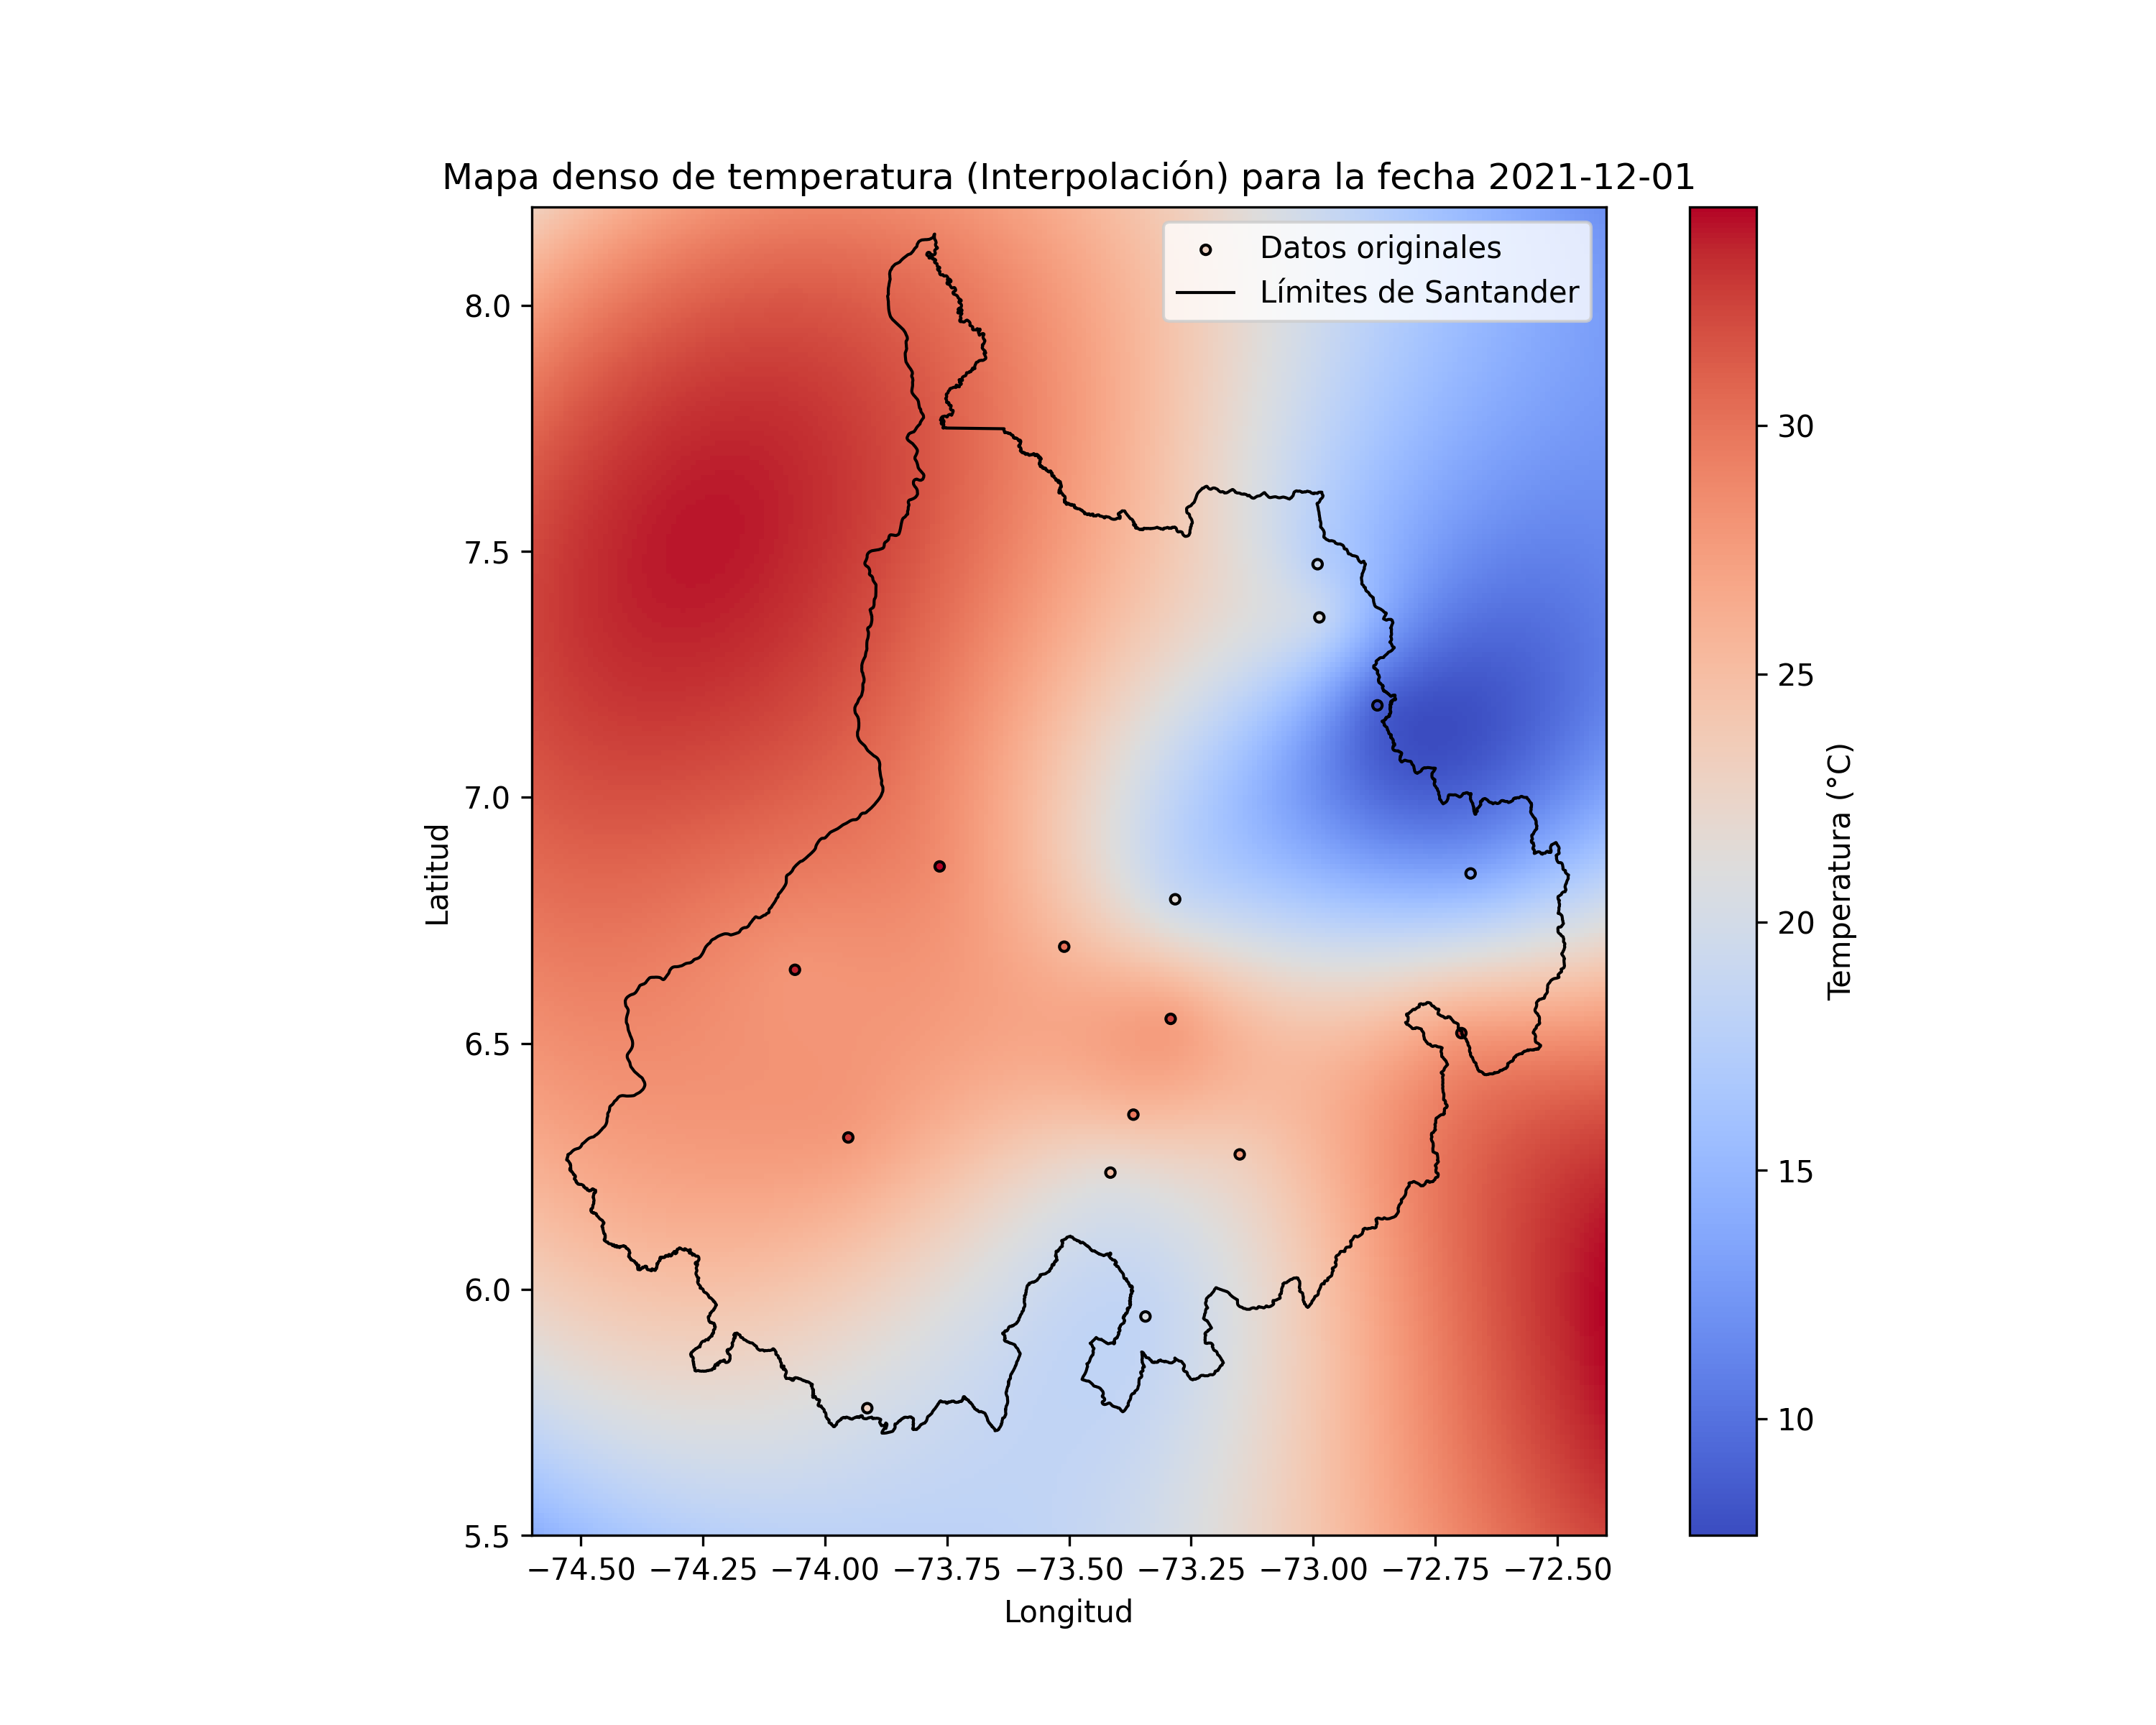 Mapa denso de temperatura (Interpolación) para la fecha 2021-12-01
Datos originales
Límites de Santander
8.0
7.5
7.0
6.5
6.0
5.5
Latitud
−74.50 −74.25 −74.00 −73.75 −73.50 −73.25 −73.00 −72.75 −72.50
Longitud
30
25
20
15
10
Temperatura (°C)